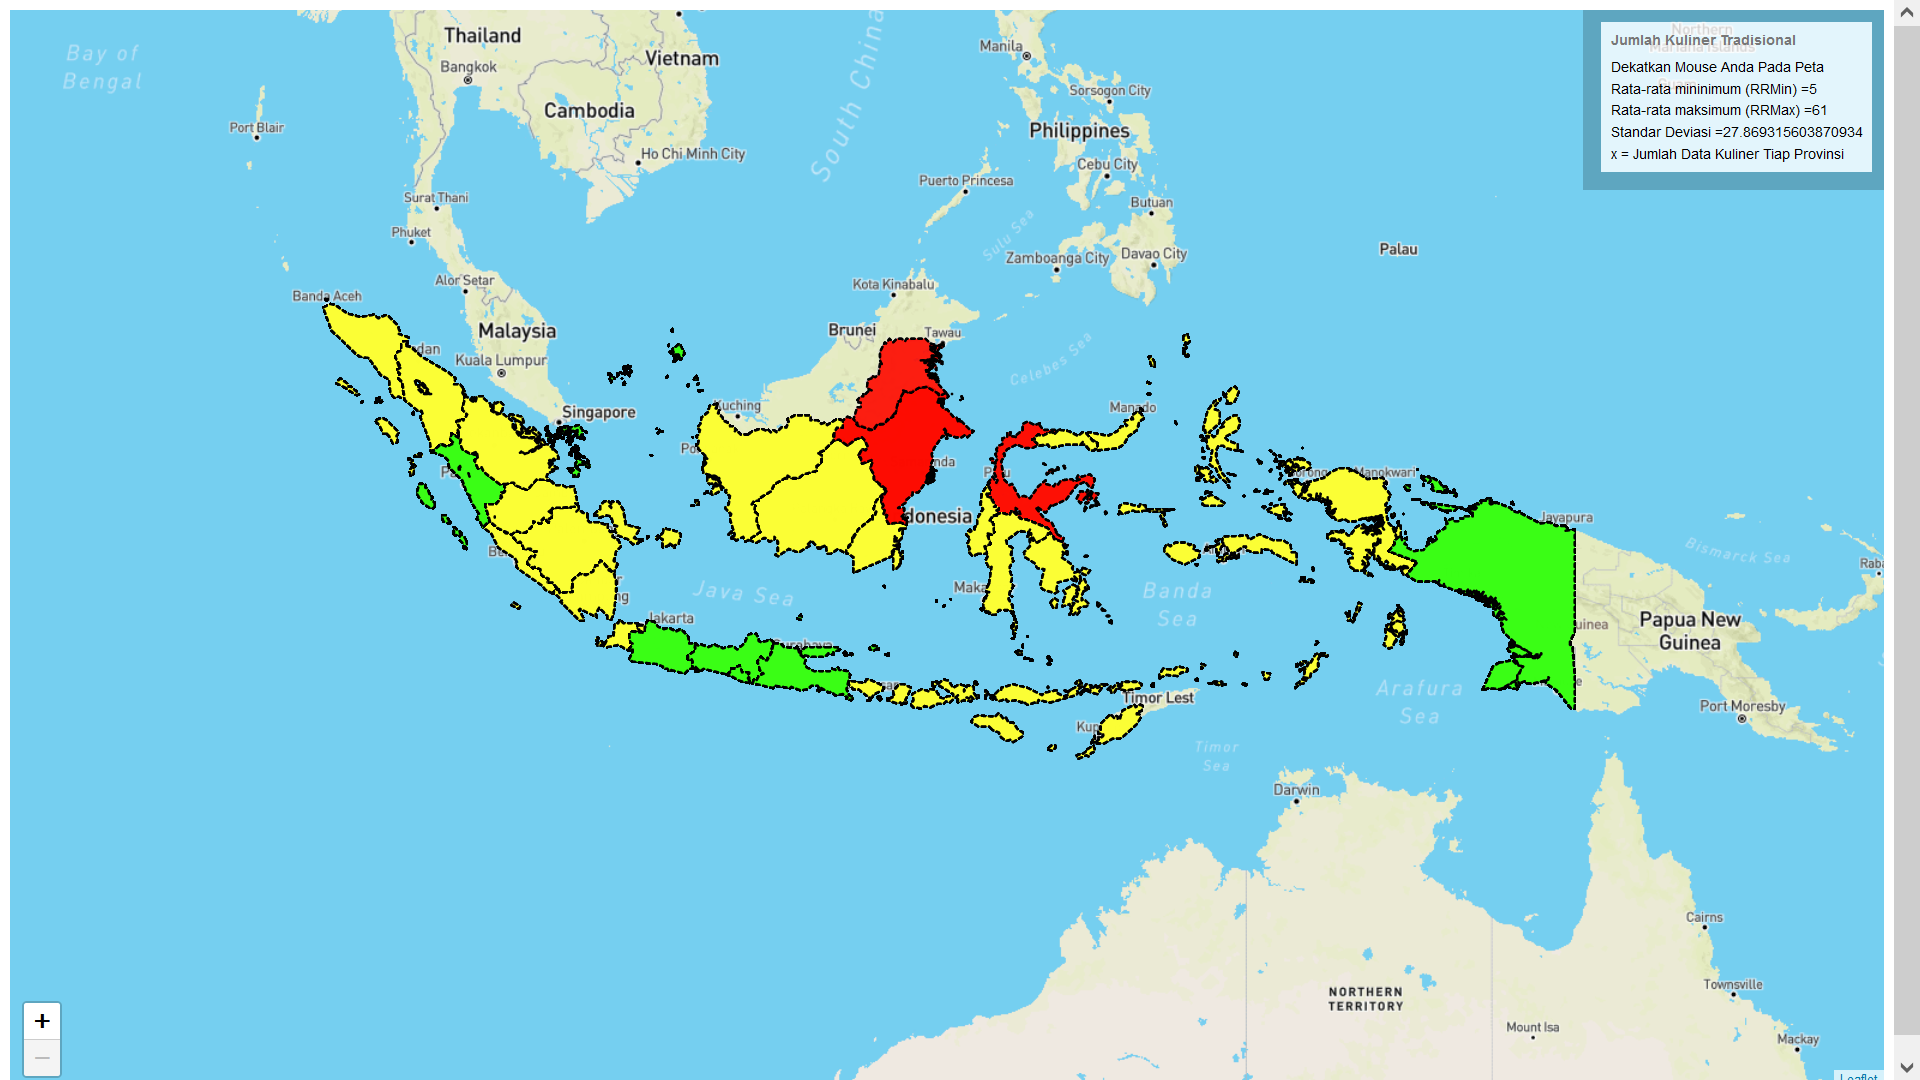 Jumlah Kuliner Tradisional
Dekatkan Mouse Anda Pada Peta
Rata-rata mininimum (RRMin) =5
Rata-rata maksimum (RRMax) =61
Standar Deviasi =27.869315603870934
x = Jumlah Data Kuliner Tiap Provinsi
Bay of
Bengal
Thailand
Bangkok
Vietnam
Cambodia
Ho Chi Minh City
South China
Port Blair
Surat Thani
Phuket
Alor Setar
Banda Aceh
Malaysia
Kuala Lumpur
Singapore
Manila
Sorsogon City
Philippines
Cebu City
Puerto Princesa
Butuan
Sulu Sea
Zamboanga City
Davao City
Palau
Kota Kinabalu
Brunei
Tawau
Celebes Sea
Kuching
Manado
Manokwari
donesia
Jayapura
Bismarck Sea
Raba
Java Sea
Jakarta
Maka
Banda
Sea
Papua New
Guinea
Port Moresby
Arafura
Sea
Timor Lest
Kup
Timor
Sea
Darwin
Cairns
Townsville
NORTHERN
TERRITORY
Mount Isa
Mackay
+
−
Leaflet